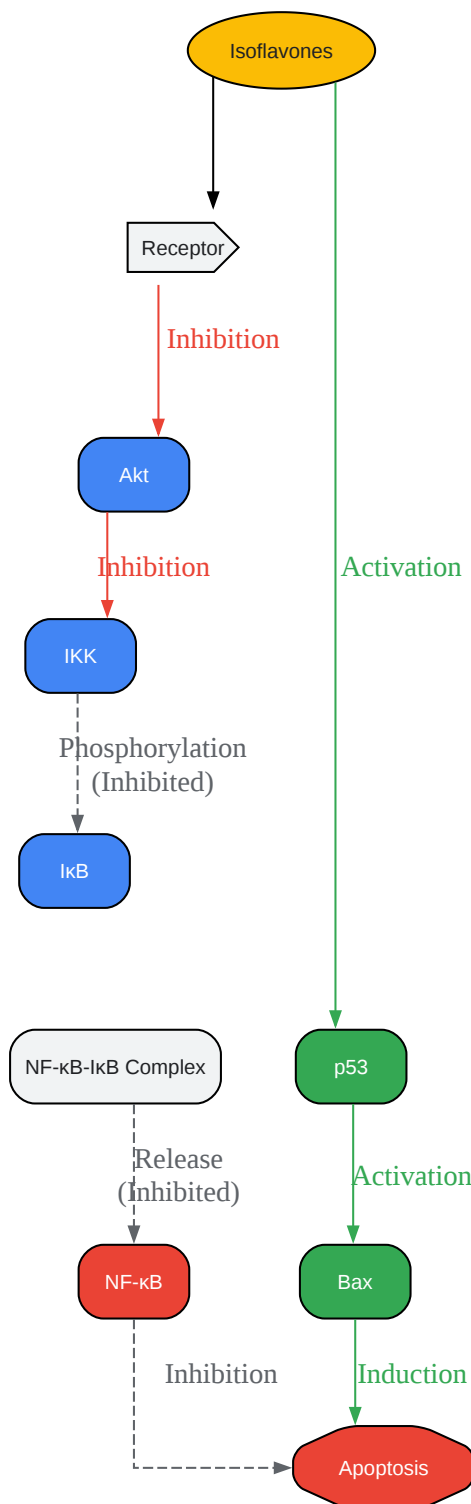 Isoflavones
Receptor
Inhibition
Akt
Inhibition
Activation
IKK
Phosphorylation
(Inhibited)
IκB
NF-κB-IκB Complex
p53
Release
(Inhibited)
Activation
NF-κB
Bax
Inhibition
Induction
Apoptosis